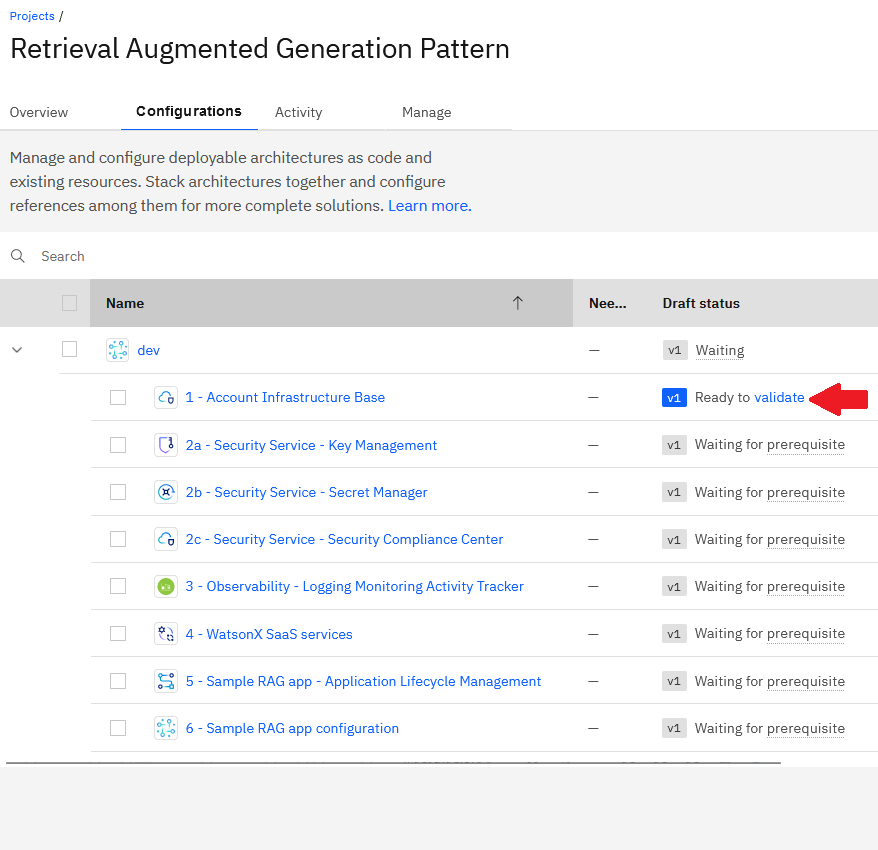 Projects /
Retrieval Augmented Generation Pattern
Overview Configurations Activity Manage
Manage and configure deployable architectures as code and
existing resources. Stack architectures together and configure
references among them for more complete solutions. Learn more.
Search
Name Nee... Draft status
dev — v1 Waiting
1 - Account Infrastructure Base — v1 Ready to validate
2a - Security Service - Key Management — v1 Waiting for prerequisite
2b - Security Service - Secret Manager — v1 Waiting for prerequisite
2c - Security Service - Security Compliance Center — v1 Waiting for prerequisite
3 - Observability - Logging Monitoring Activity Tracker — v1 Waiting for prerequisite
4 - WatsonX SaaS services — v1 Waiting for prerequisite
5 - Sample RAG app - Application Lifecycle Management — v1 Waiting for prerequisite
6 - Sample RAG app configuration — v1 Waiting for prerequisite